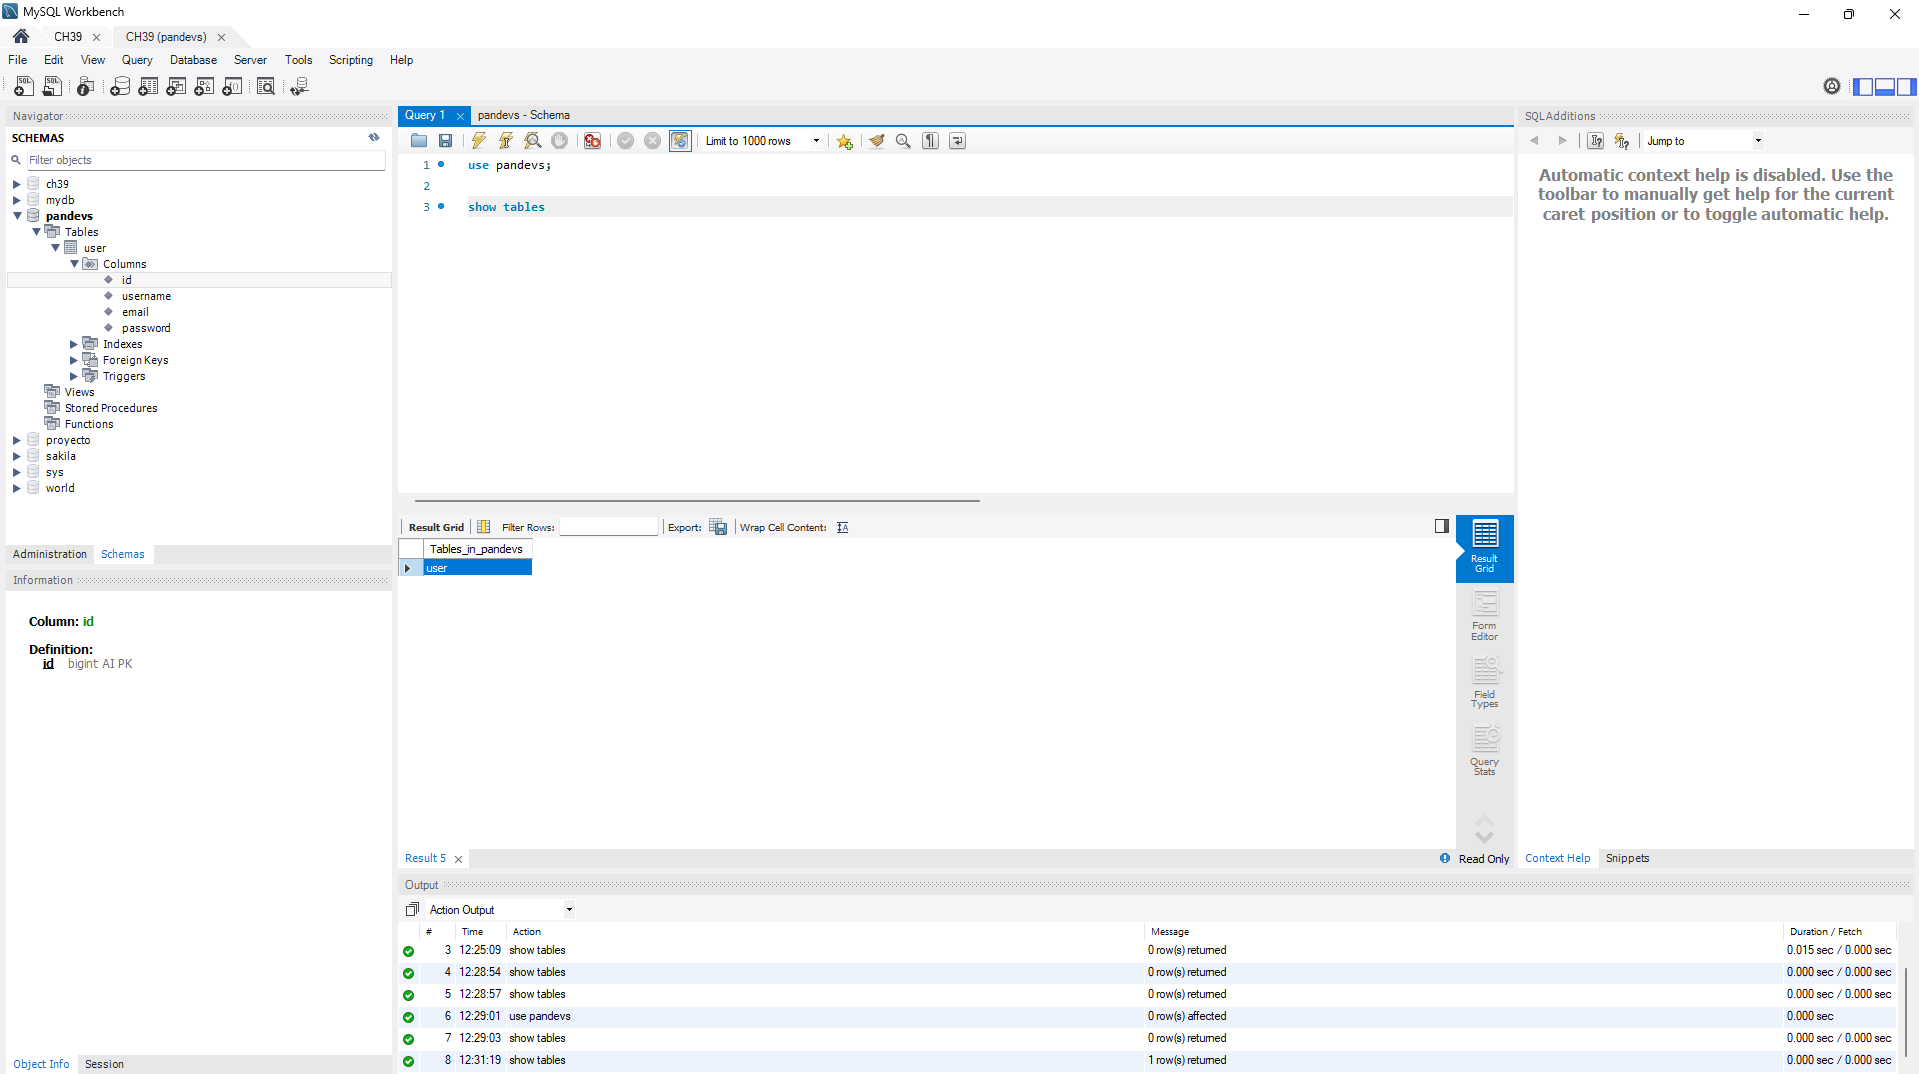 MySQL Workbench
CH39
CH39 (pandevs)
File Edit View Query Database Server Tools Scripting Help
Navigator
SCHEMAS
Filter objects
ch39
mydb
pandevs
Tables
user
Columns
id
username
email
password
Indexes
Foreign Keys
Triggers
Views
Stored Procedures
Functions
proyecto
sakila
sys
world
Administration Schemas
Information
Column: id
Definition:
id bigint AI PK
Object Info Session
Query 1 pandevs - Schema
Limit to 1000 rows
1 use pandevs;
2
3 show tables
Result Grid Filter Rows: Export: Wrap Cell Content:
Tables_in_pandevs
user
Result
Grid
Form
Editor
Field
Types
Query
Stats
Result 5
Read Only
SQLAdditions
Jump to
Automatic context help is disabled. Use the
toolbar to manually get help for the current
caret position or to toggle automatic help.
Context Help Snippets
Output
Action Output
# Time Action Message Duration / Fetch
3 12:25:09 show tables 0 row(s) returned 0.015 sec / 0.000 sec
4 12:28:54 show tables 0 row(s) returned 0.000 sec / 0.000 sec
5 12:28:57 show tables 0 row(s) returned 0.000 sec / 0.000 sec
6 12:29:01 use pandevs 0 row(s) affected 0.000 sec
7 12:29:03 show tables 0 row(s) returned 0.000 sec / 0.000 sec
8 12:31:19 show tables 1 row(s) returned 0.000 sec / 0.000 sec